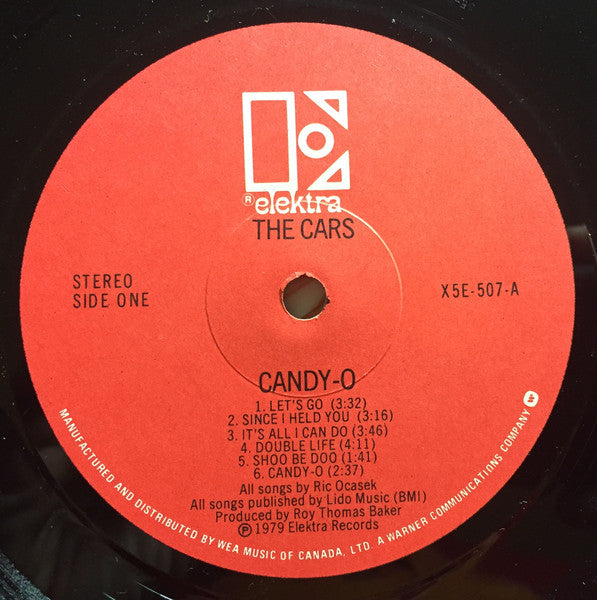 ® elektra
THE CARS
STEREO
SIDE ONE
X5E-507-A
CANDY-O
1. LET'S GO (3:32)
2. SINCE I HELD YOU (3:16)
3. IT'S ALL I CAN DO (3:46)
4. DOUBLE LIFE (4:11)
5. SHOO BE DOO (1:41)
6. CANDY-O (2:37)
All songs by Ric Ocasek
All songs published by Lido Music (BMI)
Produced by Roy Thomas Baker
℗ 1979 Elektra Records
MANUFACTURED AND DISTRIBUTED BY WEA MUSIC OF CANADA, LTD. A WARNER COMMUNICATIONS COMPANY